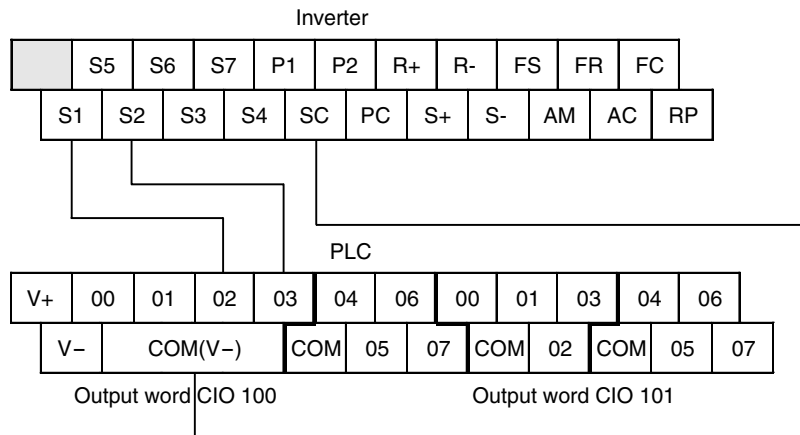 Inverter
S5 S6 S7 P1 P2 R+ R- FS FR FC
S1 S2 S3 S4 SC PC S+ S- AM AC RP
PLC
V+ 00 01 02 03 04 06 00 01 03 04 06
V− COM(V−) COM 05 07 COM 02 COM 05 07
Output word CIO 100 Output word CIO 101